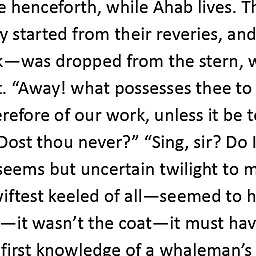 e henceforth, while Ahab lives. Th
y started from their reveries, and
k—was dropped from the stern, w
t. “Away! what possesses thee to
erefore of our work, unless it be to
Dost thou never?” “Sing, sir? Do I
seems but uncertain twilight to m
wiftest keeled of all—seemed to h
—it wasn’t the coat—it must hav
first knowledge of a whaleman’s